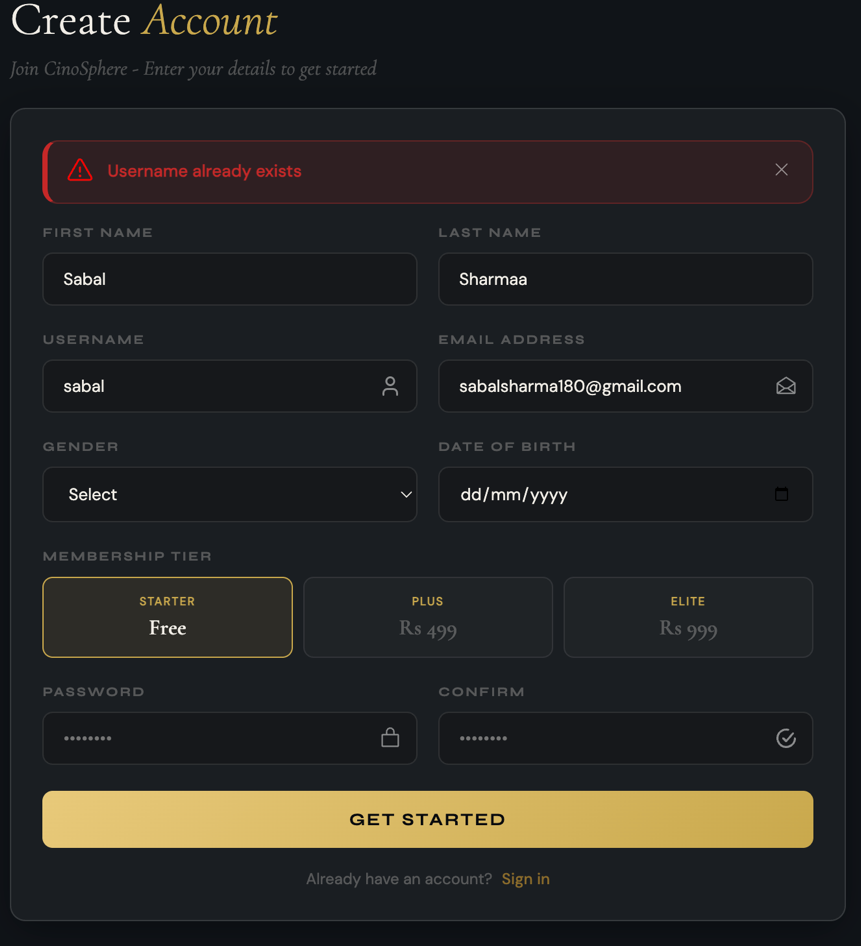 Create Account
Join CinoSphere - Enter your details to get started
Username already exists
FIRST NAME LAST NAME
Sabal Sharmaa
USERNAME EMAIL ADDRESS
sabal sabalsharma180@gmail.com
GENDER DATE OF BIRTH
Select dd/mm/yyyy
MEMBERSHIP TIER
STARTER PLUS ELITE
Free Rs 499 Rs 999
PASSWORD CONFIRM
•••••••• ••••••••
GET STARTED
Already have an account? Sign in